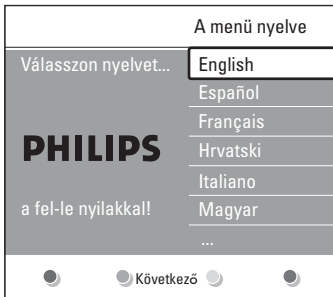 A menü nyelve
Válasszon nyelvet...
English
Español
Français
PHILIPS
Hrvatski
Italiano
a fel-le nyilakkal!
Magyar
...
Következő